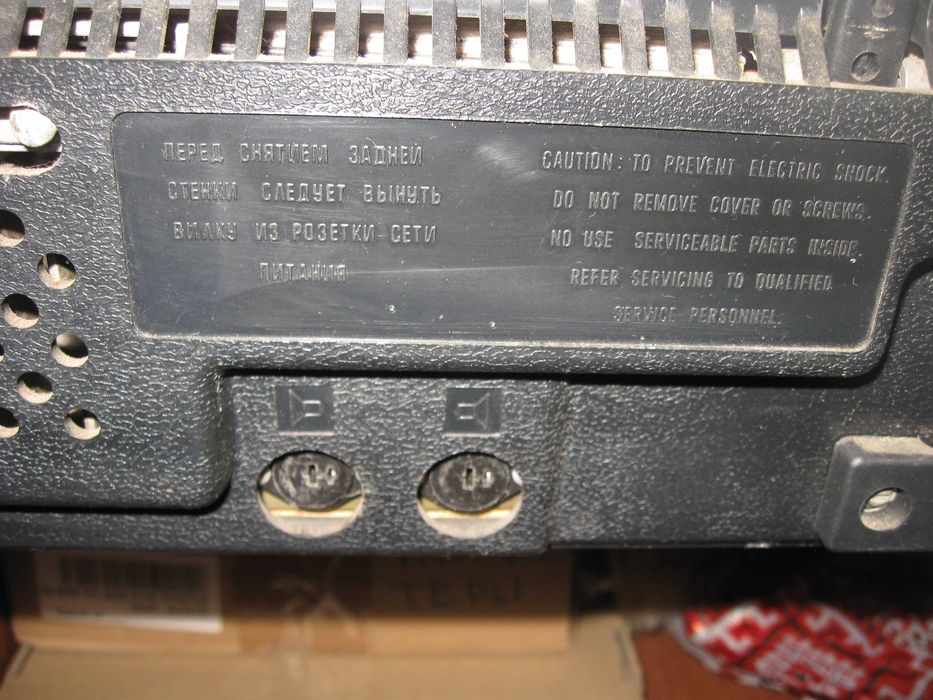 ПЕРЕД СНЯТИЕМ ЗАДНЕЙ
СТЕНКИ СЛЕДУЕТ ВЫНУТЬ
ВИЛКУ ИЗ РОЗЕТКИ СЕТИ
ПИТАНИЯ
CAUTION: TO PREVENT ELECTRIC SHOCK.
DO NOT REMOVE COVER OR SCREWS.
NO USE SERVICEABLE PARTS INSIDE.
REFER SERVICING TO QUALIFIED
SERVICE PERSONNEL.